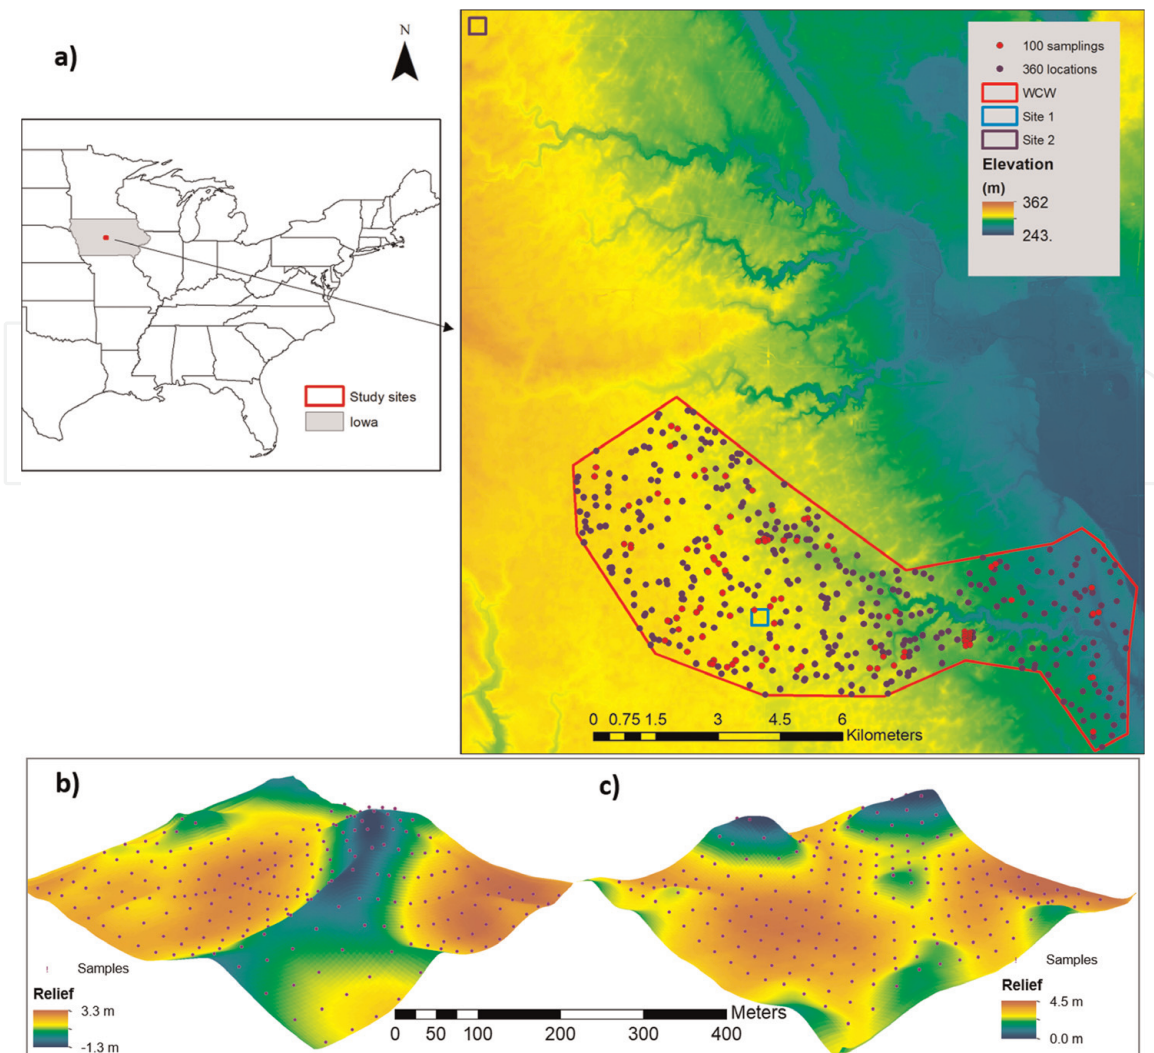 a)
N
Study sites
Iowa
100 samplings
360 locations
WCW
Site 1
Site 2
Elevation
(m)
362
243.
0 0.75 1.5 3 4.5 6
Kilometers
b)
c)
Samples
Relief
3.3 m
-1.3 m
0 25 50 100 200 300 400
Meters
Samples
Relief
4.5 m
0.0 m